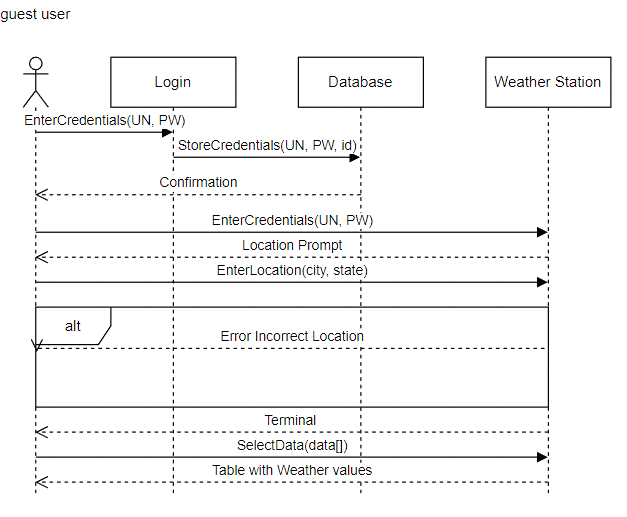 guest user
Login
Database
Weather Station
EnterCredentials(UN, PW)
StoreCredentials(UN, PW, id)
Confirmation
EnterCredentials(UN, PW)
Location Prompt
EnterLocation(city, state)
alt
Error Incorrect Location
Terminal
SelectData(data[])
Table with Weather values